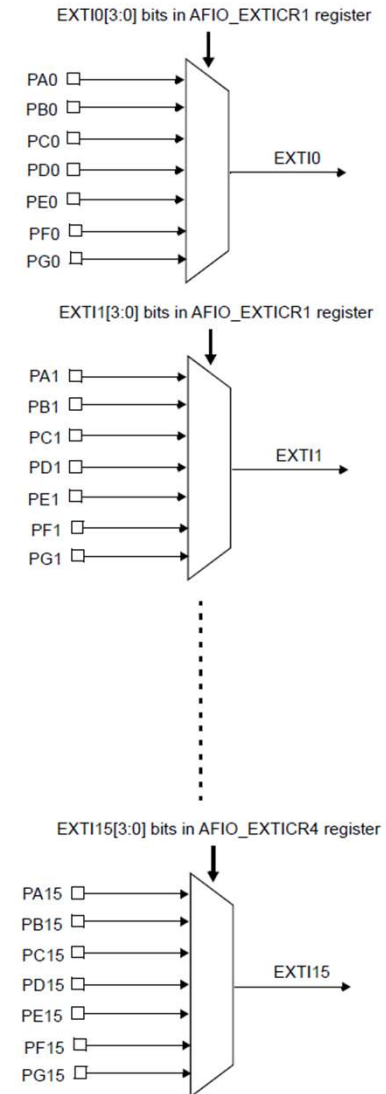 EXTI0[3:0] bits in AFIO_EXTICR1 register
PA0
PB0
PC0
PD0
EXTI0
PE0
PF0
PG0
EXTI1[3:0] bits in AFIO_EXTICR1 register
PA1
PB1
PC1
PD1
EXTI1
PE1
PF1
PG1
EXTI15[3:0] bits in AFIO_EXTICR4 register
PA15
PB15
PC15
PD15
EXTI15
PE15
PF15
PG15